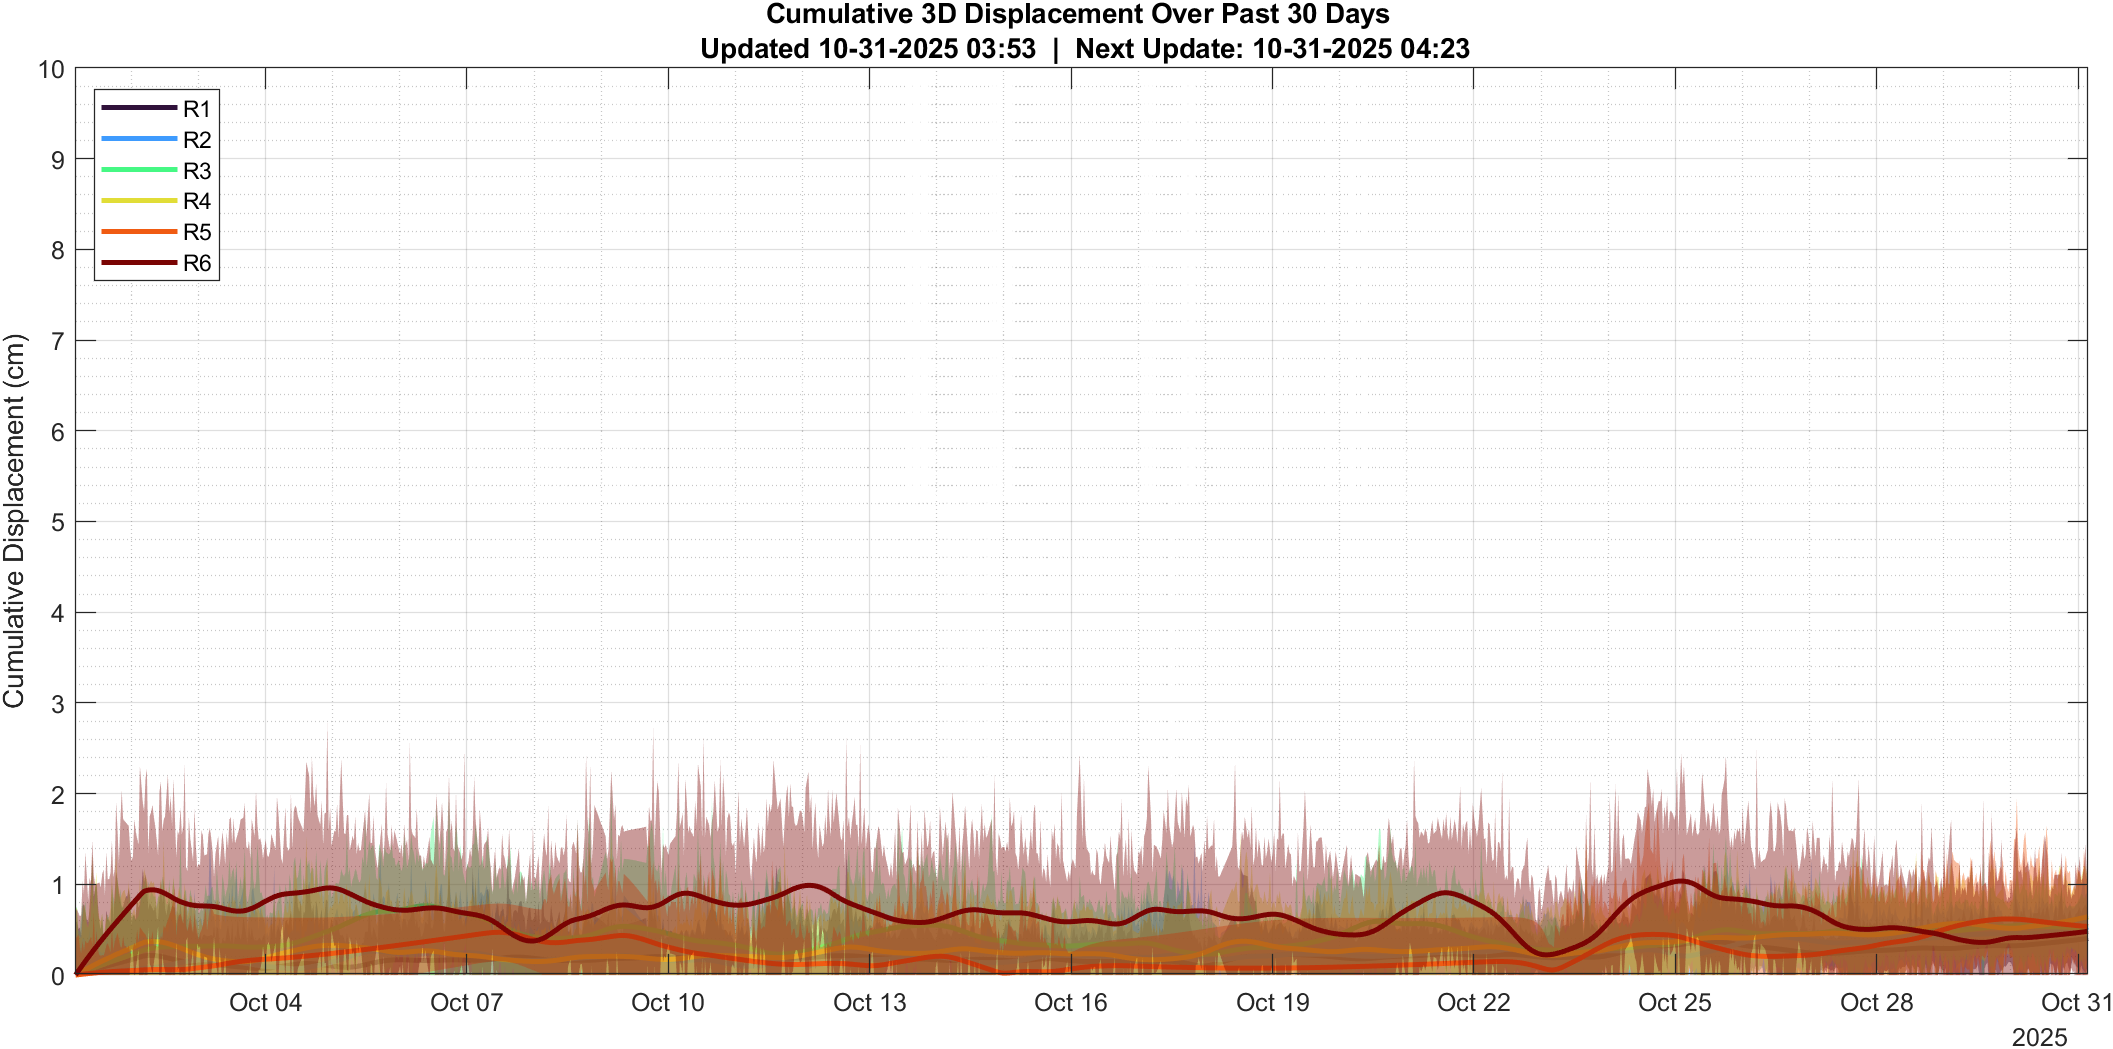 Cumulative 3D Displacement Over Past 30 Days
Updated 10-31-2025 03:53 | Next Update: 10-31-2025 04:23
Cumulative Displacement (cm)
10
9
8
7
6
5
4
3
2
1
0
R1
R2
R3
R4
R5
R6
Oct 04 Oct 07 Oct 10 Oct 13 Oct 16 Oct 19 Oct 22 Oct 25 Oct 28 Oct 31
2025